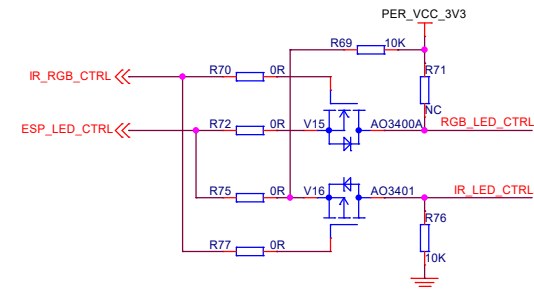 PER_VCC_3V3
R69 10K
IR_RGB_CTRL R70 0R R71
NC
ESP_LED_CTRL R72 0R V15 AO3400A RGB_LED_CTRL
R75 0R V16 AO3401 IR_LED_CTRL
R76
R77 0R
10K